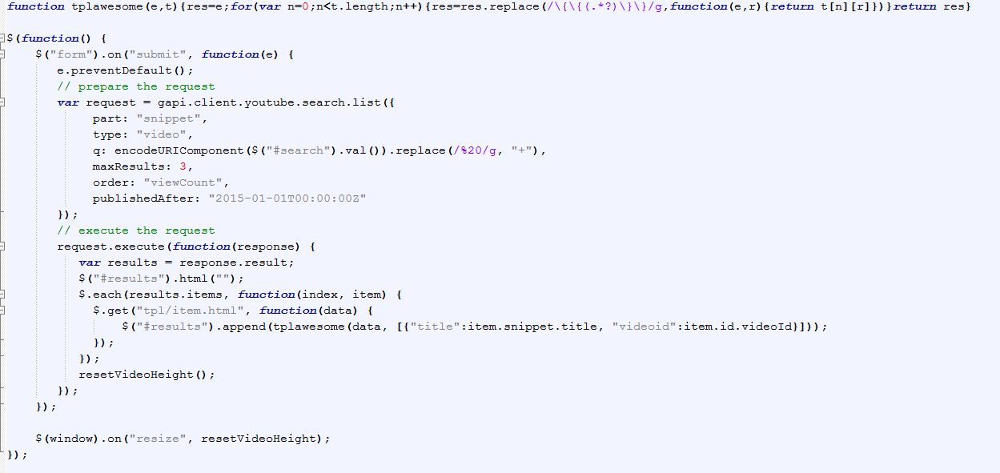 function tplawesome(e,t){res=e;for(var n=0;n<t.length;n++){res=res.replace(/\{\{(.*?)\}\}/g,function(e,r){return t[n][r]})}return res}

$(function() {
    $("form").on("submit", function(e) {
       e.preventDefault();
       // prepare the request
       var request = gapi.client.youtube.search.list({
            part: "snippet",
            type: "video",
            q: encodeURIComponent($("#search").val()).replace(/%20/g, "+"),
            maxResults: 3,
            order: "viewCount",
            publishedAfter: "2015-01-01T00:00:00Z"
       });
       // execute the request
       request.execute(function(response) {
          var results = response.result;
          $("#results").html("");
          $.each(results.items, function(index, item) {
            $.get("tpl/item.html", function(data) {
                $("#results").append(tplawesome(data, [{"title":item.snippet.title, "videoid":item.id.videoId}]));
            });
          });
          resetVideoHeight();
       });
    });

    $(window).on("resize", resetVideoHeight);
});